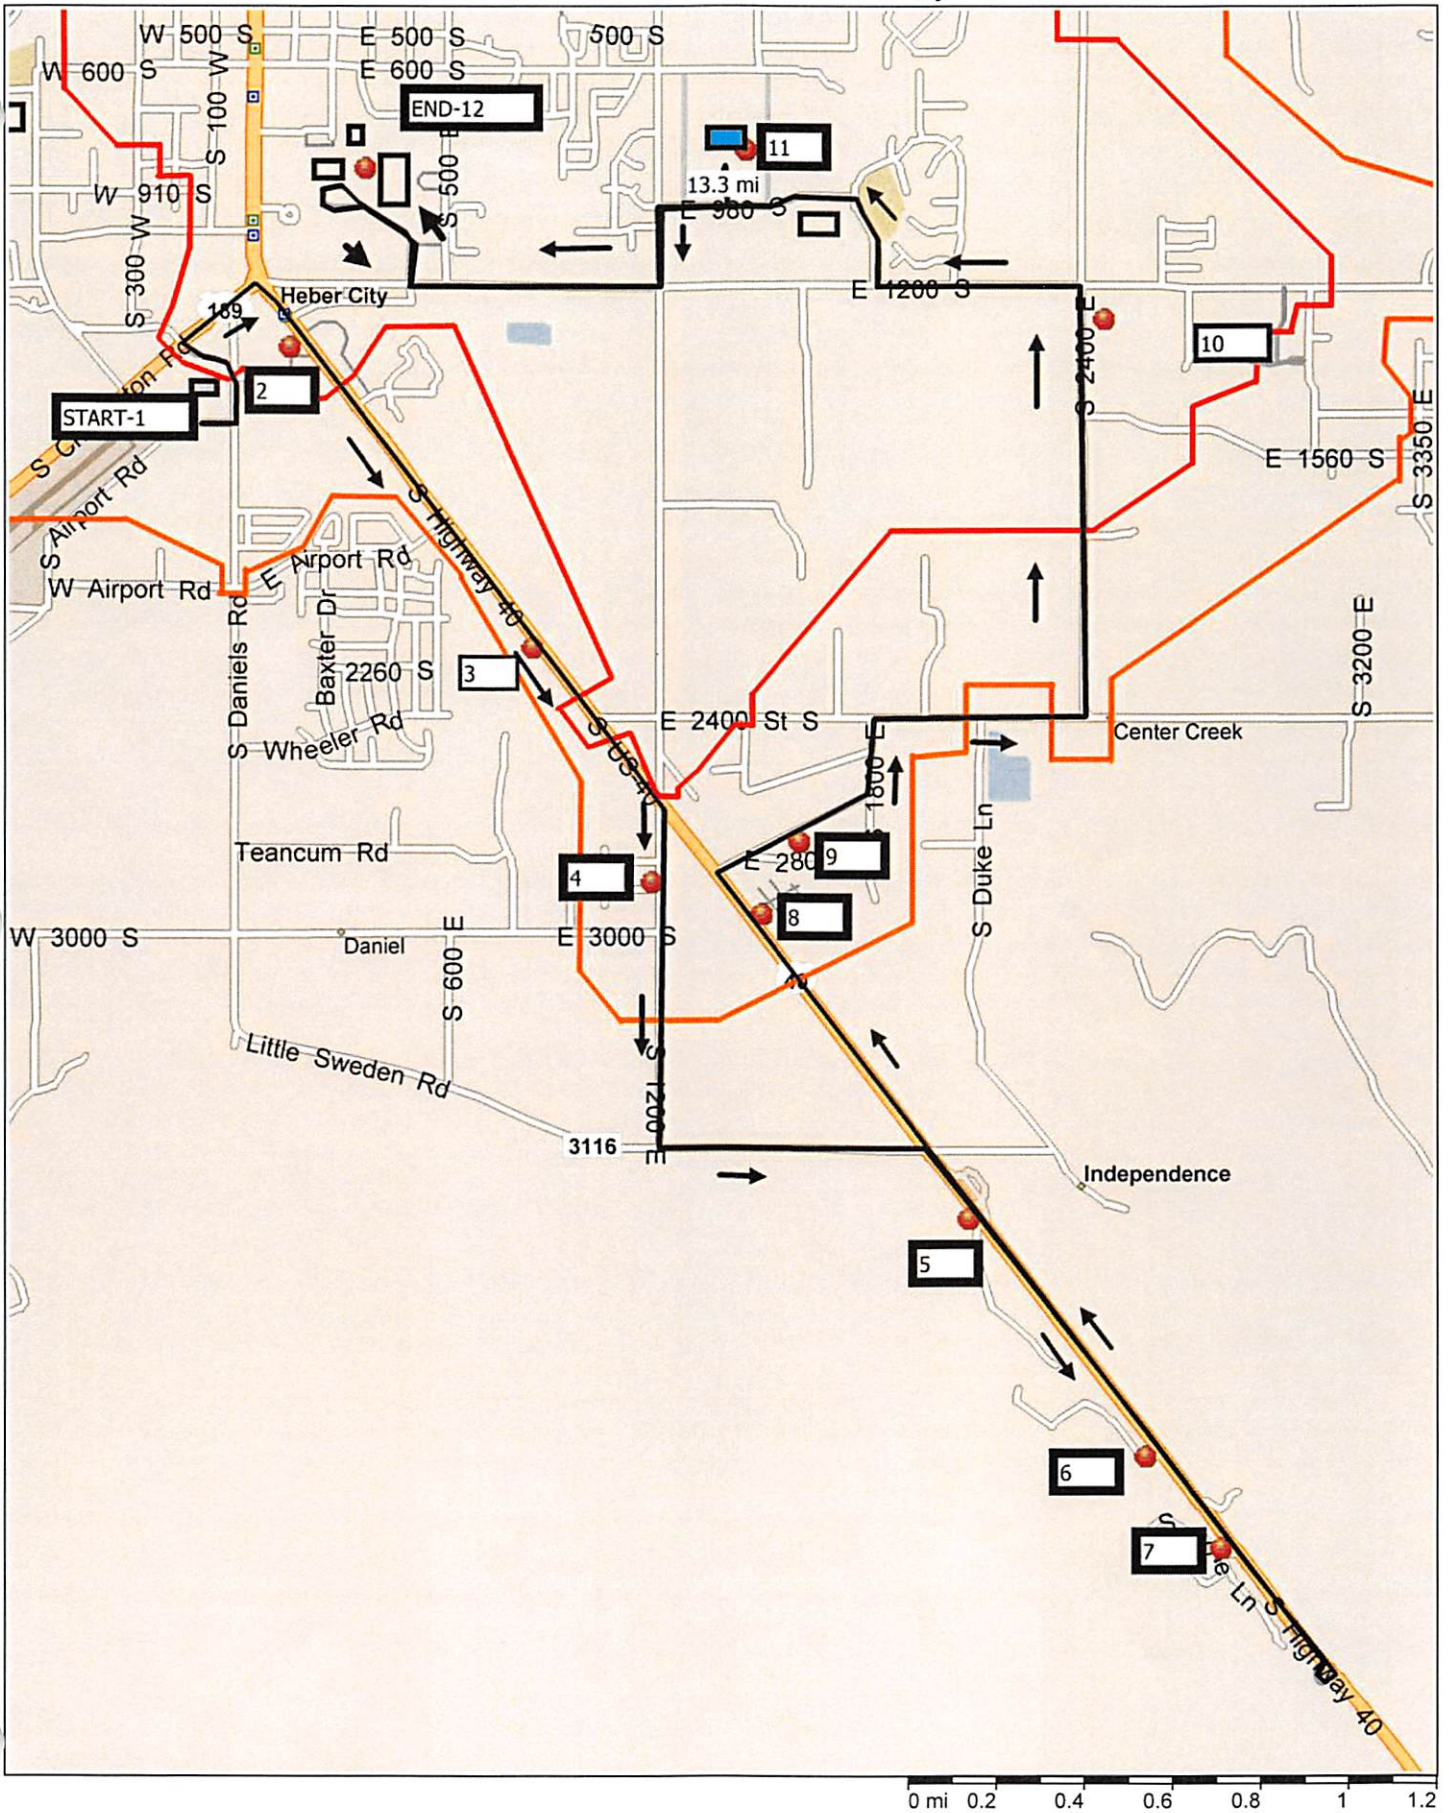 W 500 S
E 500 S
500 S
W 600 S
E 600 S
S 100 W
END-12
11
S 500 E
W 910 S
13.3 mi
E 980 S
S 300 W
Heber City
E 1200 S
189
S 2400 E
10
2
START-1
S 3350 E
E 1560 S
S Airport Rd
S Highway 40
E Airport Rd
W Airport Rd
S Daniels Rd
Baxter Dr
2260 S
3
S 3200 E
Wheeler Rd
E 2400 St S
Center Creek
S US-40
S 1800 E
S Duke Ln
Teancum Rd
E 280
9
4
8
W 3000 S
Daniel
S 600 E
E 3000 S
40
Little Sweden Rd
S 1200 E
3116
Independence
5
6
7
Ln
S Highway 40
0 mi 0.2 0.4 0.6 0.8 1 1.2